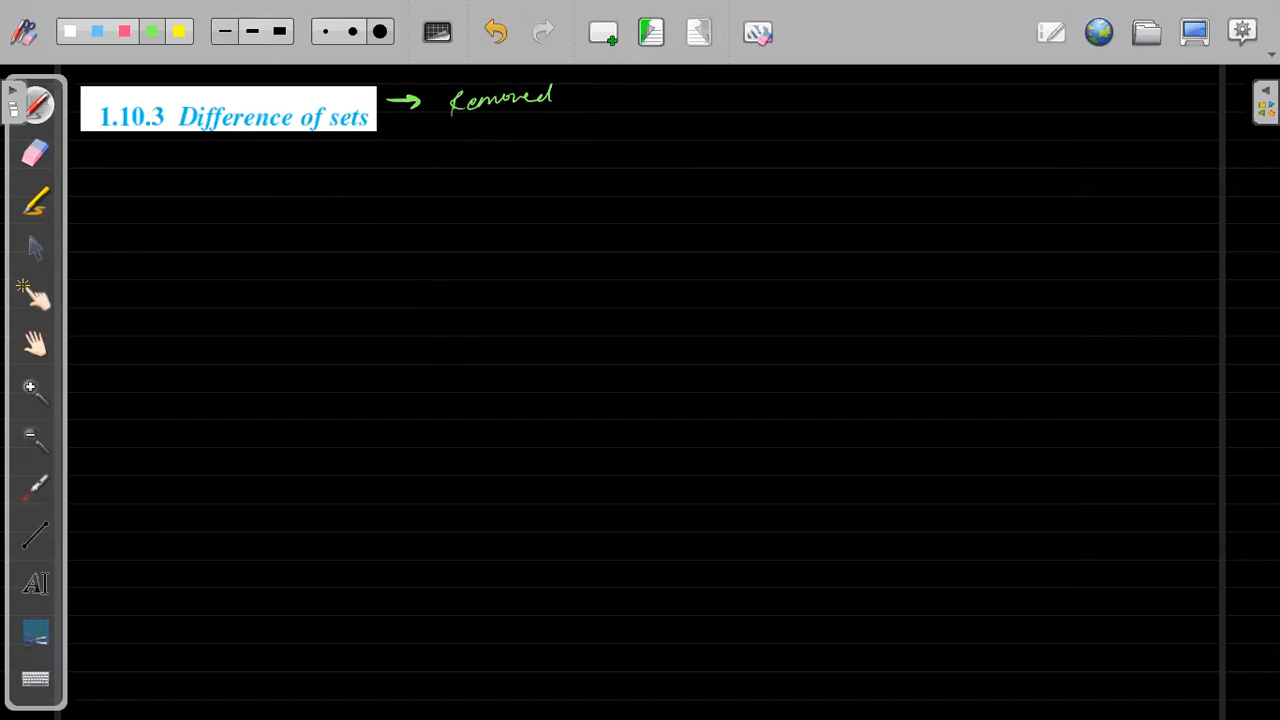 1.10.3 Difference of sets → Removed